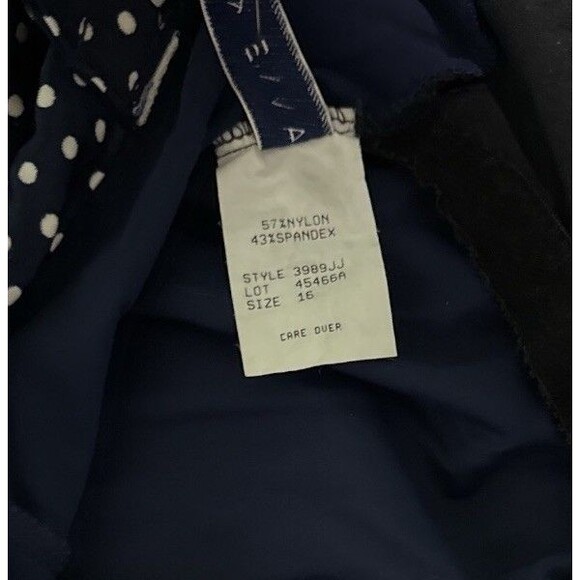 57%NYLON
43%SPANDEX
STYLE 3989JJ
LOT 45466A
SIZE 16
CARE OVER